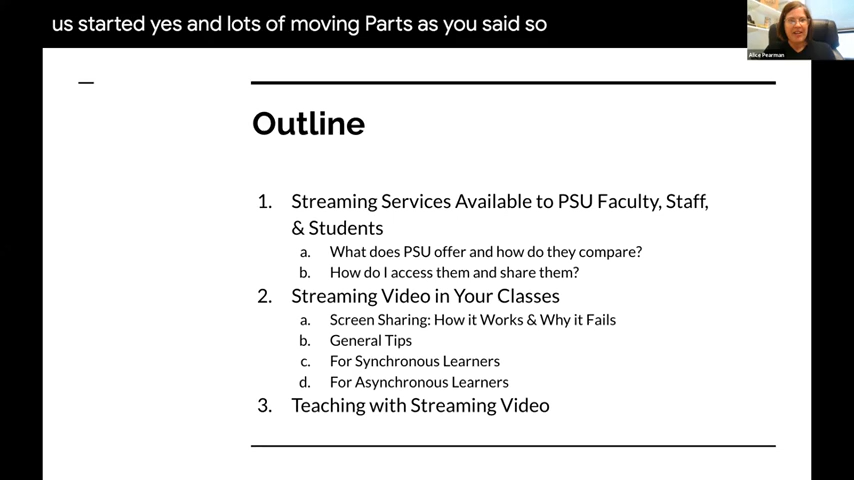 us started yes and lots of moving Parts as you said so
Alice Pearman
Outline
1. Streaming Services Available to PSU Faculty, Staff,
& Students
a. What does PSU offer and how do they compare?
b. How do I access them and share them?
2. Streaming Video in Your Classes
a. Screen Sharing: How it Works & Why it Fails
b. General Tips
c. For Synchronous Learners
d. For Asynchronous Learners
3. Teaching with Streaming Video